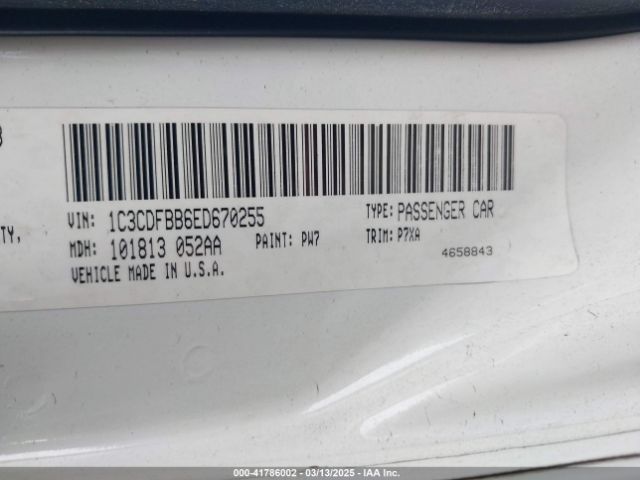 VIN: 1C3CDFBB6ED670255
TYPE: PASSENGER CAR
TY,
MDH: 101813 052AA
PAINT: PW7
TRIM: P7XA
4658843
VEHICLE MADE IN U.S.A.
000-41786002 - 03/13/2025 - IAA Inc.